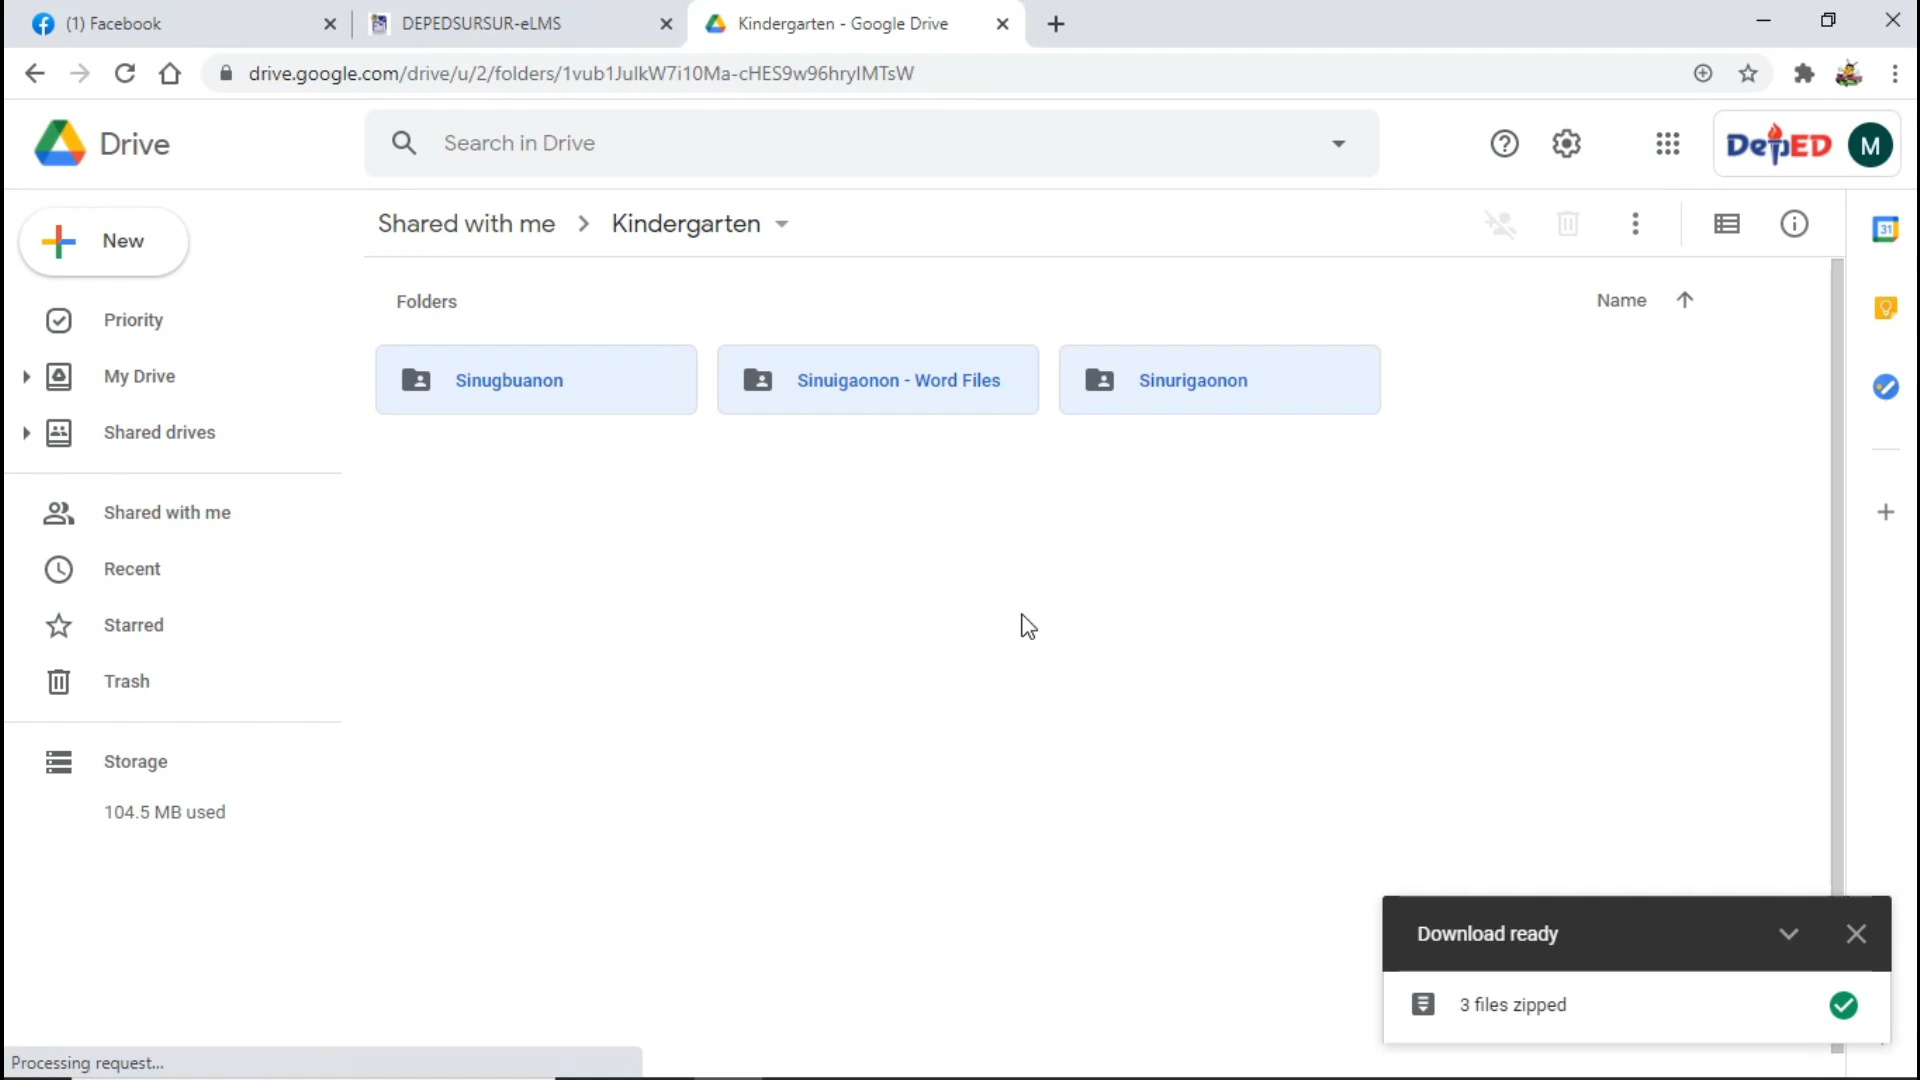 (1) Facebook
DEPEDSURSUR-eLMS
Kindergarten - Google Drive
drive.google.com/drive/u/2/folders/1vub1JulkW7i10Ma-cHES9w96hryIMTsW
Drive
Search in Drive
DepED
M
New
Shared with me
Kindergarten
Priority
My Drive
Shared drives
Shared with me
Recent
Starred
Trash
Storage
104.5 MB used
Folders
Name
Sinugbuanon
Sinuigaonon - Word Files
Sinurigaonon
31
Download ready
3 files zipped
Processing request...